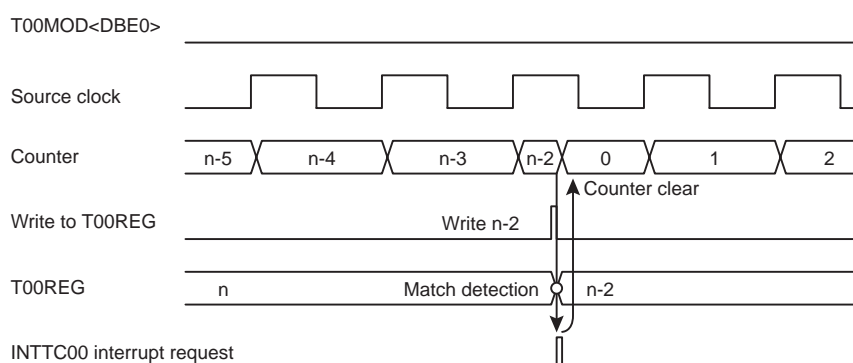 T00MOD<DBE0>
Source clock
Counter n-5 n-4 n-3 n-2 0 1 2
Counter clear
Write to T00REG Write n-2
T00REG n Match detection n-2
INTTC00 interrupt request